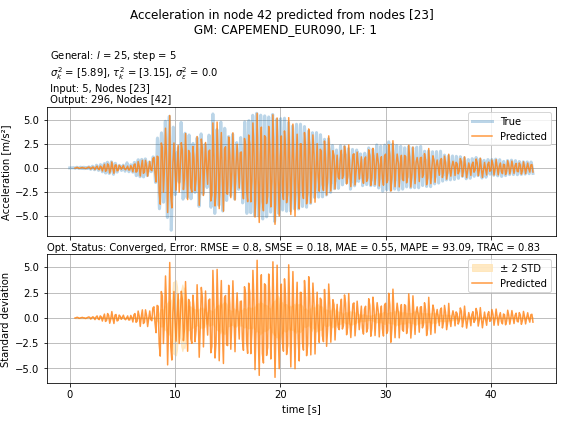 Acceleration in node 42 predicted from nodes [23]
GM: CAPEMEND_EUR090, LF: 1
General: l = 25, step = 5
σ²ₖ = [5.89], τ²ₖ = [3.15], σ²ₑ = 0.0
Input: 5, Nodes [23]
Output: 296, Nodes [42]
Acceleration [m/s²]
5.0
2.5
0.0
−2.5
−5.0
True
Predicted
Opt. Status: Converged, Error: RMSE = 0.8, SMSE = 0.18, MAE = 0.55, MAPE = 93.09, TRAC = 0.83
Standard deviation
5.0
2.5
0.0
−2.5
−5.0
± 2 STD
Predicted
0 10 20 30 40
time [s]